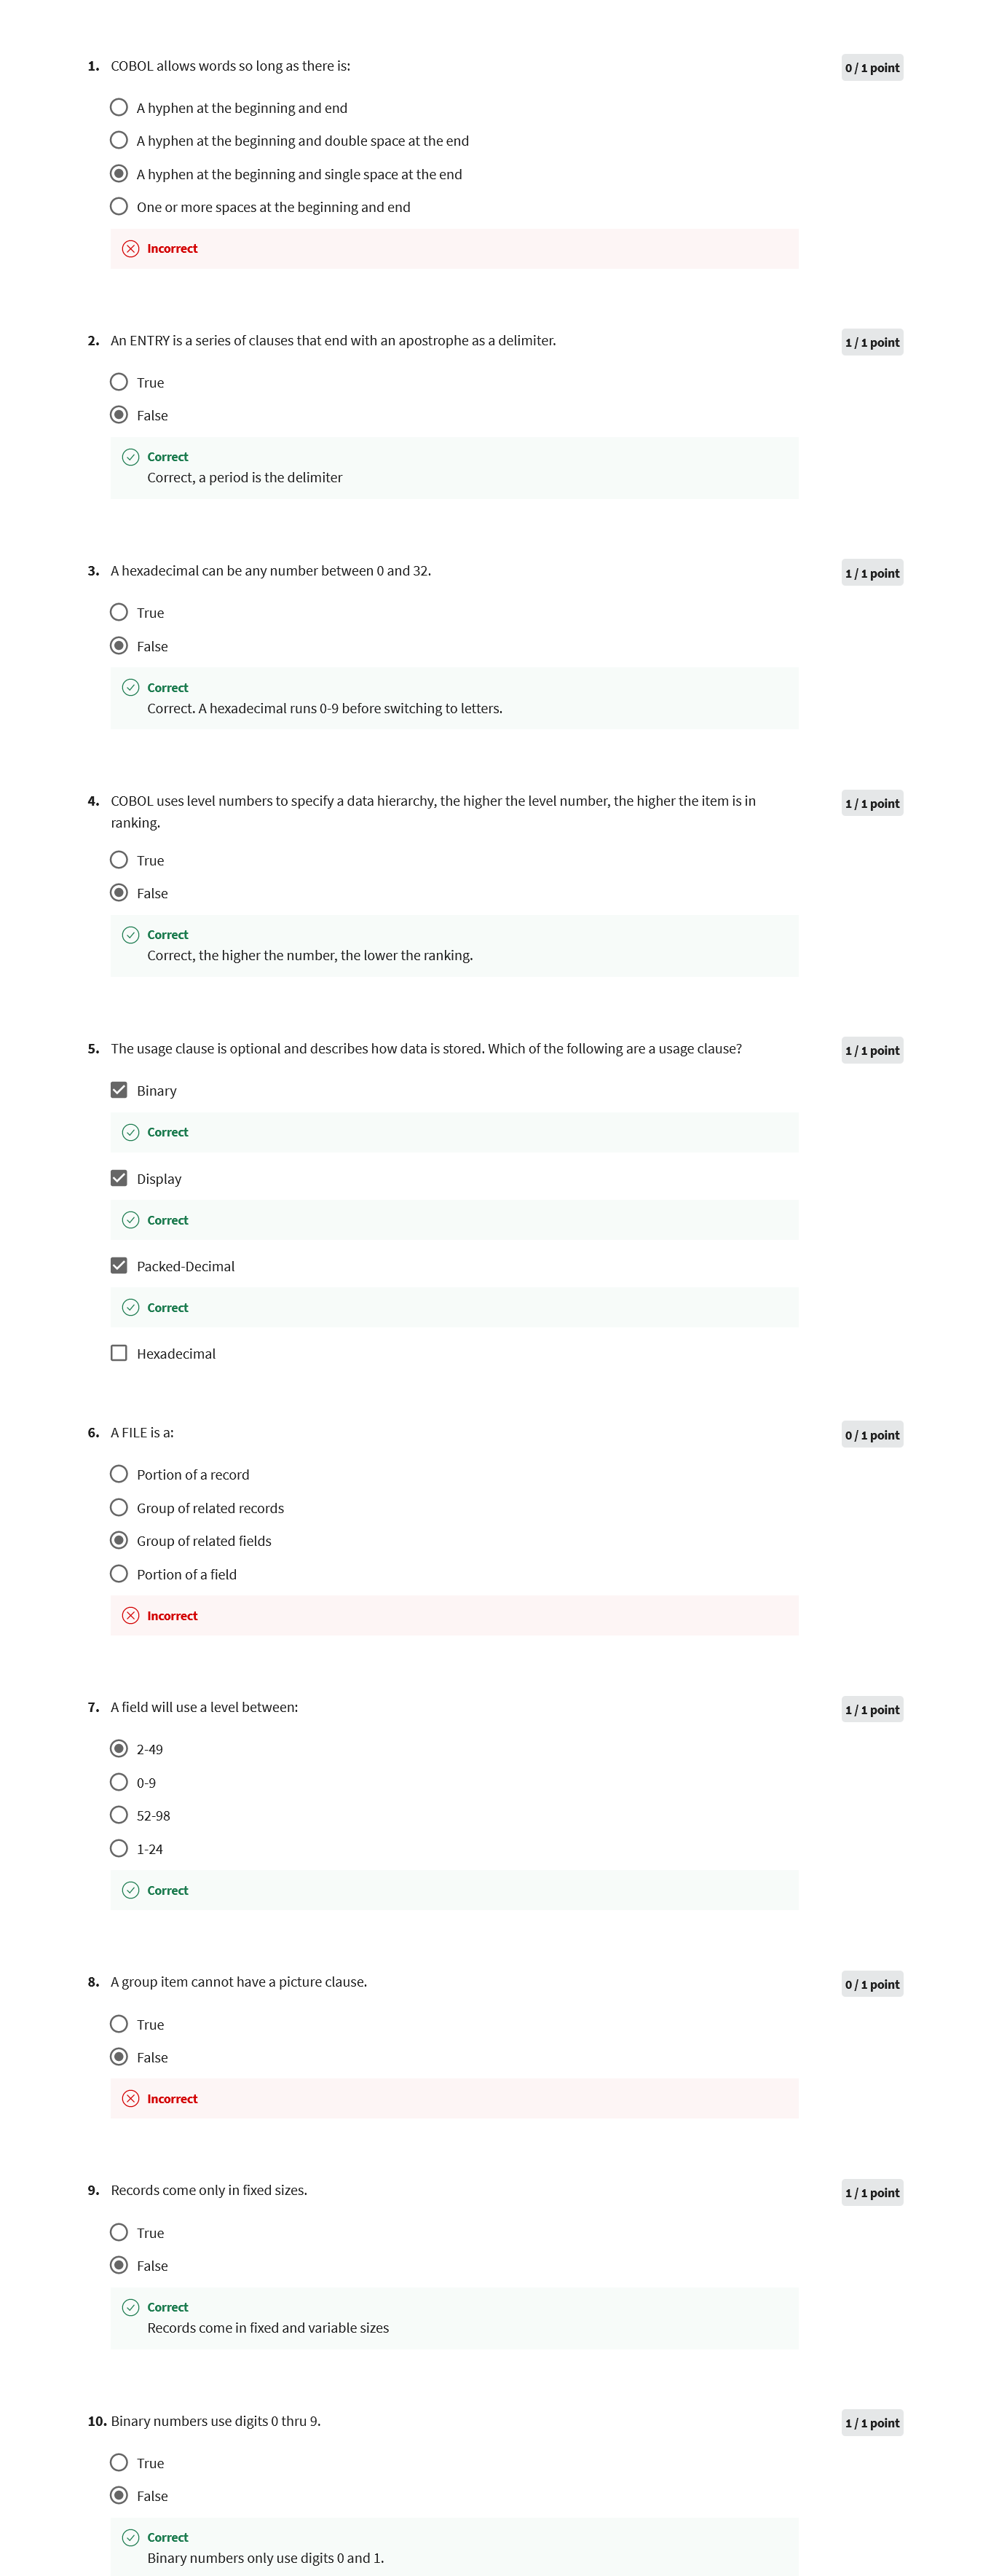 1. COBOL allows words so long as there is:
0 / 1 point
A hyphen at the beginning and end
A hyphen at the beginning and double space at the end
A hyphen at the beginning and single space at the end
One or more spaces at the beginning and end
Incorrect
2. An ENTRY is a series of clauses that end with an apostrophe as a delimiter.
1 / 1 point
True
False
Correct
Correct, a period is the delimiter
3. A hexadecimal can be any number between 0 and 32.
1 / 1 point
True
False
Correct
Correct. A hexadecimal runs 0-9 before switching to letters.
4. COBOL uses level numbers to specify a data hierarchy, the higher the level number, the higher the item is in
ranking.
1 / 1 point
True
False
Correct
Correct, the higher the number, the lower the ranking.
5. The usage clause is optional and describes how data is stored. Which of the following are a usage clause?
1 / 1 point
Binary
Correct
Display
Correct
Packed-Decimal
Correct
Hexadecimal
6. A FILE is a:
0 / 1 point
Portion of a record
Group of related records
Group of related fields
Portion of a field
Incorrect
7. A field will use a level between:
1 / 1 point
2-49
0-9
52-98
1-24
Correct
8. A group item cannot have a picture clause.
0 / 1 point
True
False
Incorrect
9. Records come only in fixed sizes.
1 / 1 point
True
False
Correct
Records come in fixed and variable sizes
10. Binary numbers use digits 0 thru 9.
1 / 1 point
True
False
Correct
Binary numbers only use digits 0 and 1.